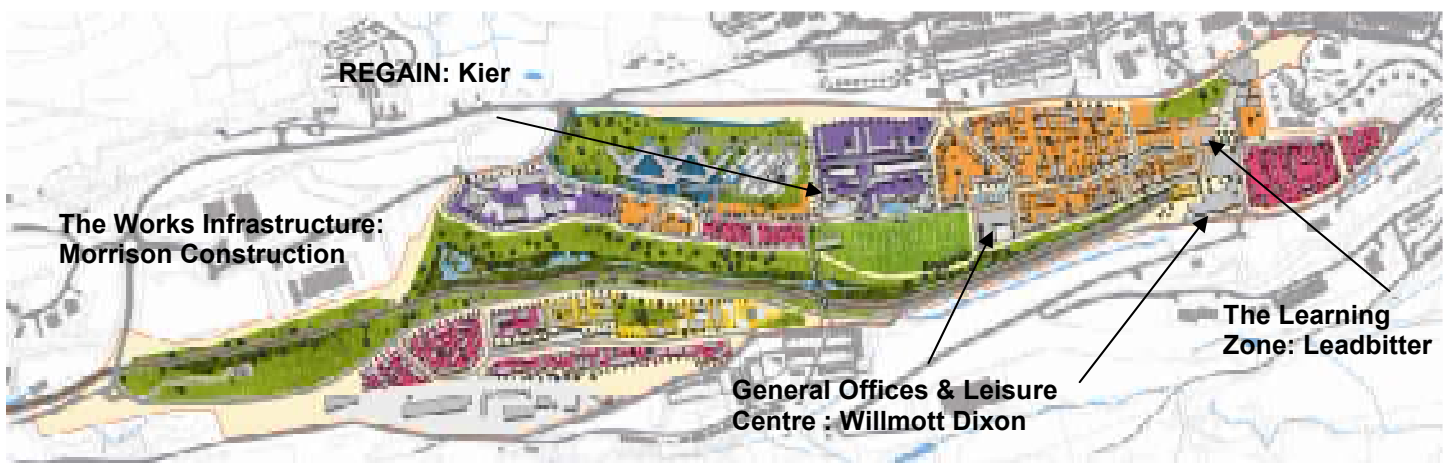 REGAIN: Kier
The Works Infrastructure:
Morrison Construction
The Learning
Zone: Leadbitter
General Offices & Leisure
Centre : Willmott Dixon